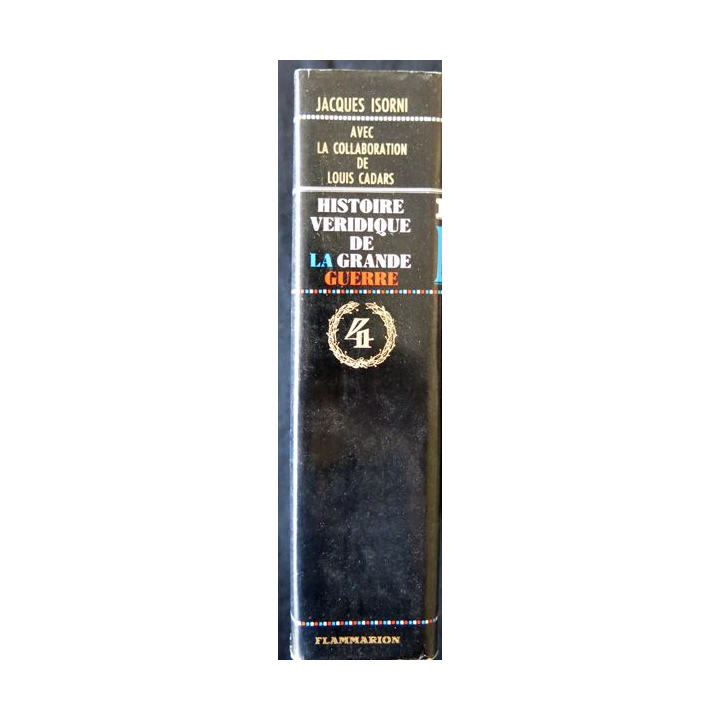 JACQUES ISORNI
AVEC
LA COLLABORATION
DE
LOUIS CADARS
HISTOIRE
VERIDIQUE
DE
LA GRANDE
GUERRE
4
FLAMMARION